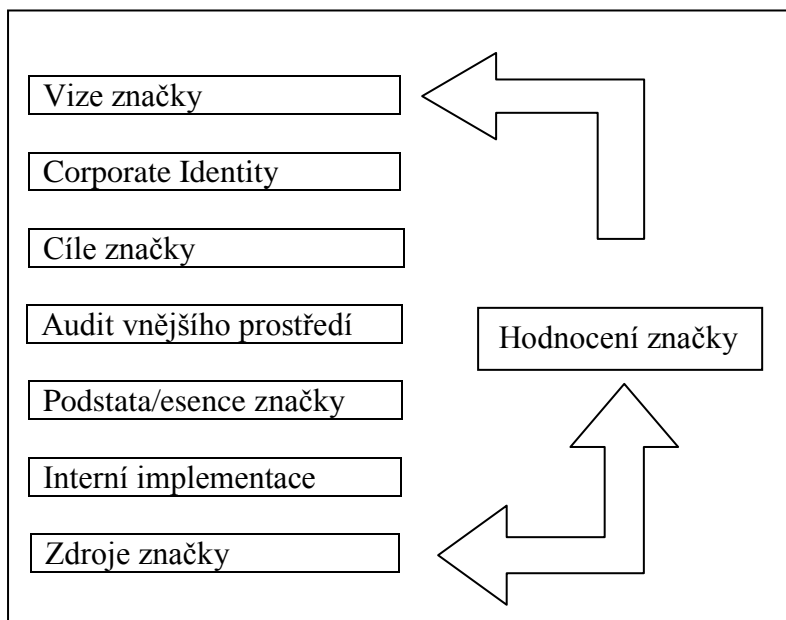 Vize značky
Corporate Identity
Cíle značky
Audit vnějšího prostředí
Podstata/esence značky
Interní implementace
Zdroje značky
Hodnocení značky